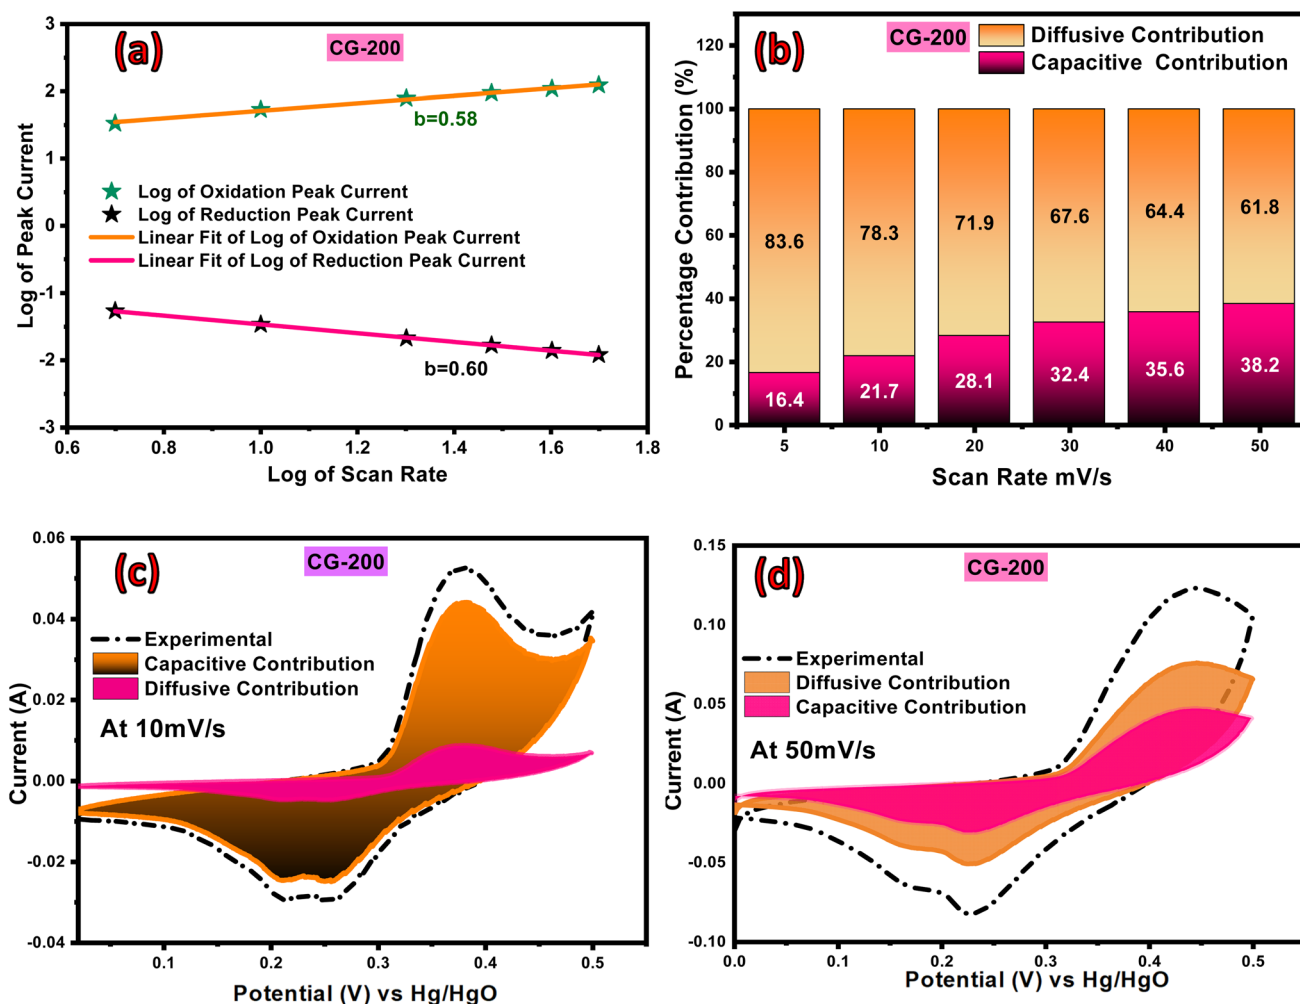 (a)
CG-200
b=0.58
Log of Oxidation Peak Current
Log of Reduction Peak Current
Linear Fit of Log of Oxidation Peak Current
Linear Fit of Log of Reduction Peak Current
b=0.60
3
2
1
0
-1
-2
-3
Log of Peak Current
0.6 0.8 1.0 1.2 1.4 1.6 1.8
Log of Scan Rate
(b)
CG-200
Diffusive Contribution
Capacitive Contribution
120
100
80
60
40
20
0
Percentage Contribution (%)
83.6 78.3 71.9 67.6 64.4 61.8
16.4 21.7 28.1 32.4 35.6 38.2
5 10 20 30 40 50
Scan Rate mV/s
(c)
CG-200
Experimental
Capacitive Contribution
Diffusive Contribution
At 10mV/s
0.06
0.04
0.02
0.00
-0.02
-0.04
Current (A)
0.1 0.2 0.3 0.4 0.5
Potential (V) vs Hg/HgO
(d)
CG-200
Experimental
Diffusive Contribution
Capacitive Contribution
At 50mV/s
0.15
0.10
0.05
0.00
-0.05
-0.10
Current (A)
0.0 0.1 0.2 0.3 0.4 0.5
Potential (V) vs Hg/HgO